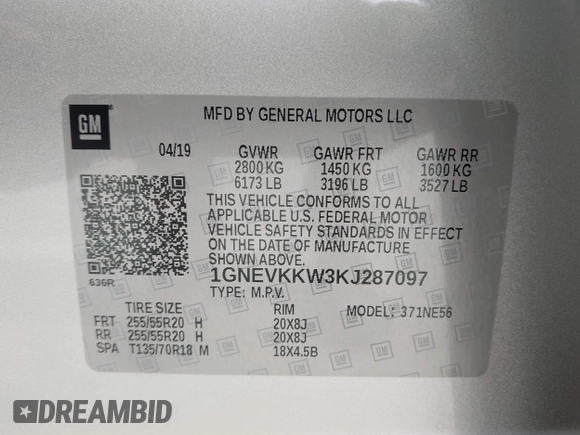 GM
MFD BY GENERAL MOTORS LLC
04/19 GVWR GAWR FRT GAWR RR
2800 KG 1450 KG 1600 KG
6173 LB 3196 LB 3527 LB
THIS VEHICLE CONFORMS TO ALL
APPLICABLE U.S. FEDERAL MOTOR
VEHICLE SAFETY STANDARDS IN EFFECT
ON THE DATE OF MANUFACTURE
SHOWN ABOVE.
636R
1GNEVKKW3KJ287097
TYPE: M.P.V. MODEL: 371NE56
TIRE SIZE RIM
FRT 255/55R20 H 20X8J
RR 255/55R20 H 20X8J
SPA T135/70R18 M 18X4.5B
DREAMBID